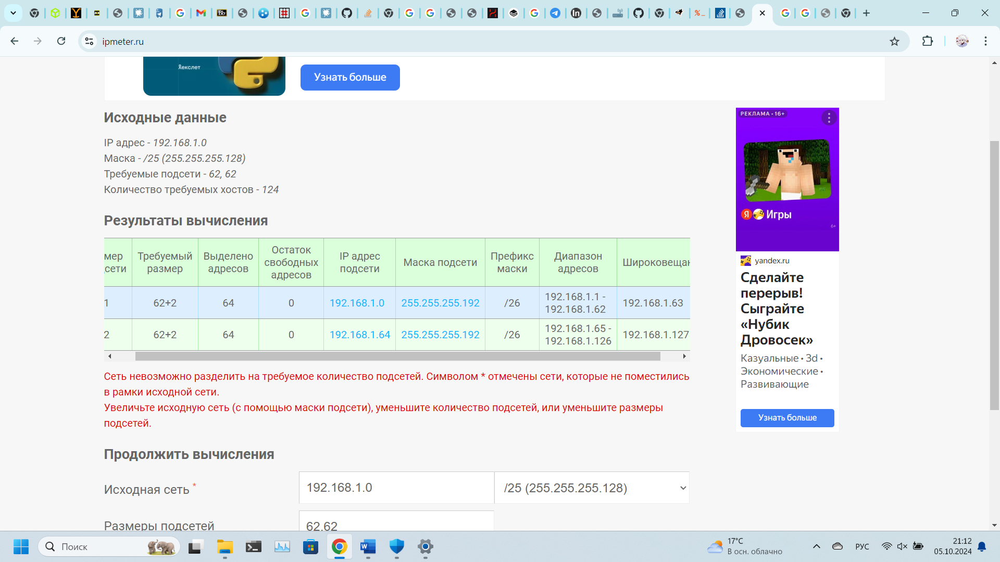 ipmeter.ru
Хекслет
Узнать больше
Исходные данные
IP адрес - 192.168.1.0
Маска - /25 (255.255.255.128)
Требуемые подсети - 62, 62
Количество требуемых хостов - 124
Результаты вычисления
мер
сети
Требуемый
размер
Выделено
адресов
Остаток
свободных
адресов
IP адрес
подсети
Маска подсети
Префикс
маски
Диапазон
адресов
Широковещан
1
62+2
64
0
192.168.1.0
255.255.255.192
/26
192.168.1.1 -
192.168.1.62
192.168.1.63
2
62+2
64
0
192.168.1.64
255.255.255.192
/26
192.168.1.65 -
192.168.1.126
192.168.1.127
Сеть невозможно разделить на требуемое количество подсетей. Символом * отмечены сети, которые не поместились
в рамки исходной сети.
Увеличьте исходную сеть (с помощью маски подсети), уменьшите количество подсетей, или уменьшите размеры
подсетей.
Продолжить вычисления
Исходная сеть *
192.168.1.0
/25 (255.255.255.128)
Размеры подсетей
62,62
РЕКЛАМА • 16+
Я Игры
6+
yandex.ru
Сделайте
перерыв!
Сыграйте
«Нубик
Дровосек»
Казуальные • 3d •
Экономические •
Развивающие
Узнать больше
Поиск
17°C
В осн. облачно
РУС
21:12
05.10.2024